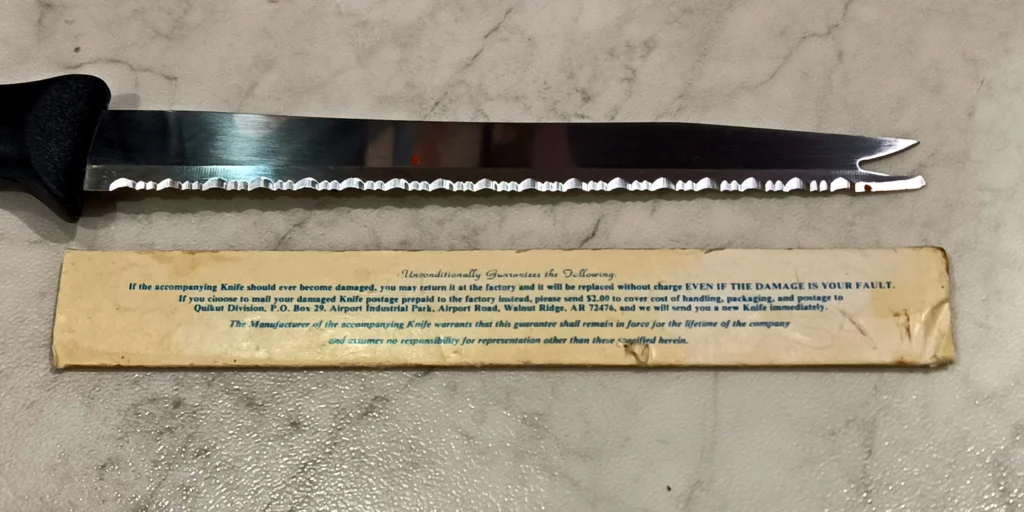 Unconditionally Guarantees the Following:
If the accompanying Knife should ever become damaged, you may return it at the factory and it will be replaced without charge EVEN IF THE DAMAGE IS YOUR FAULT.
If you choose to mail your damaged Knife postage prepaid to the factory instead, please send $2.00 to cover cost of handling, packaging, and postage to
Quikut Division, P.O. Box 29, Airport Industrial Park, Airport Road, Walnut Ridge, AR 72476, and we will send you a new Knife immediately.
The Manufacturer of the accompanying Knife warrants that this guarantee shall remain in force for the lifetime of the company
and assumes no responsibility for representation other than these specified herein.